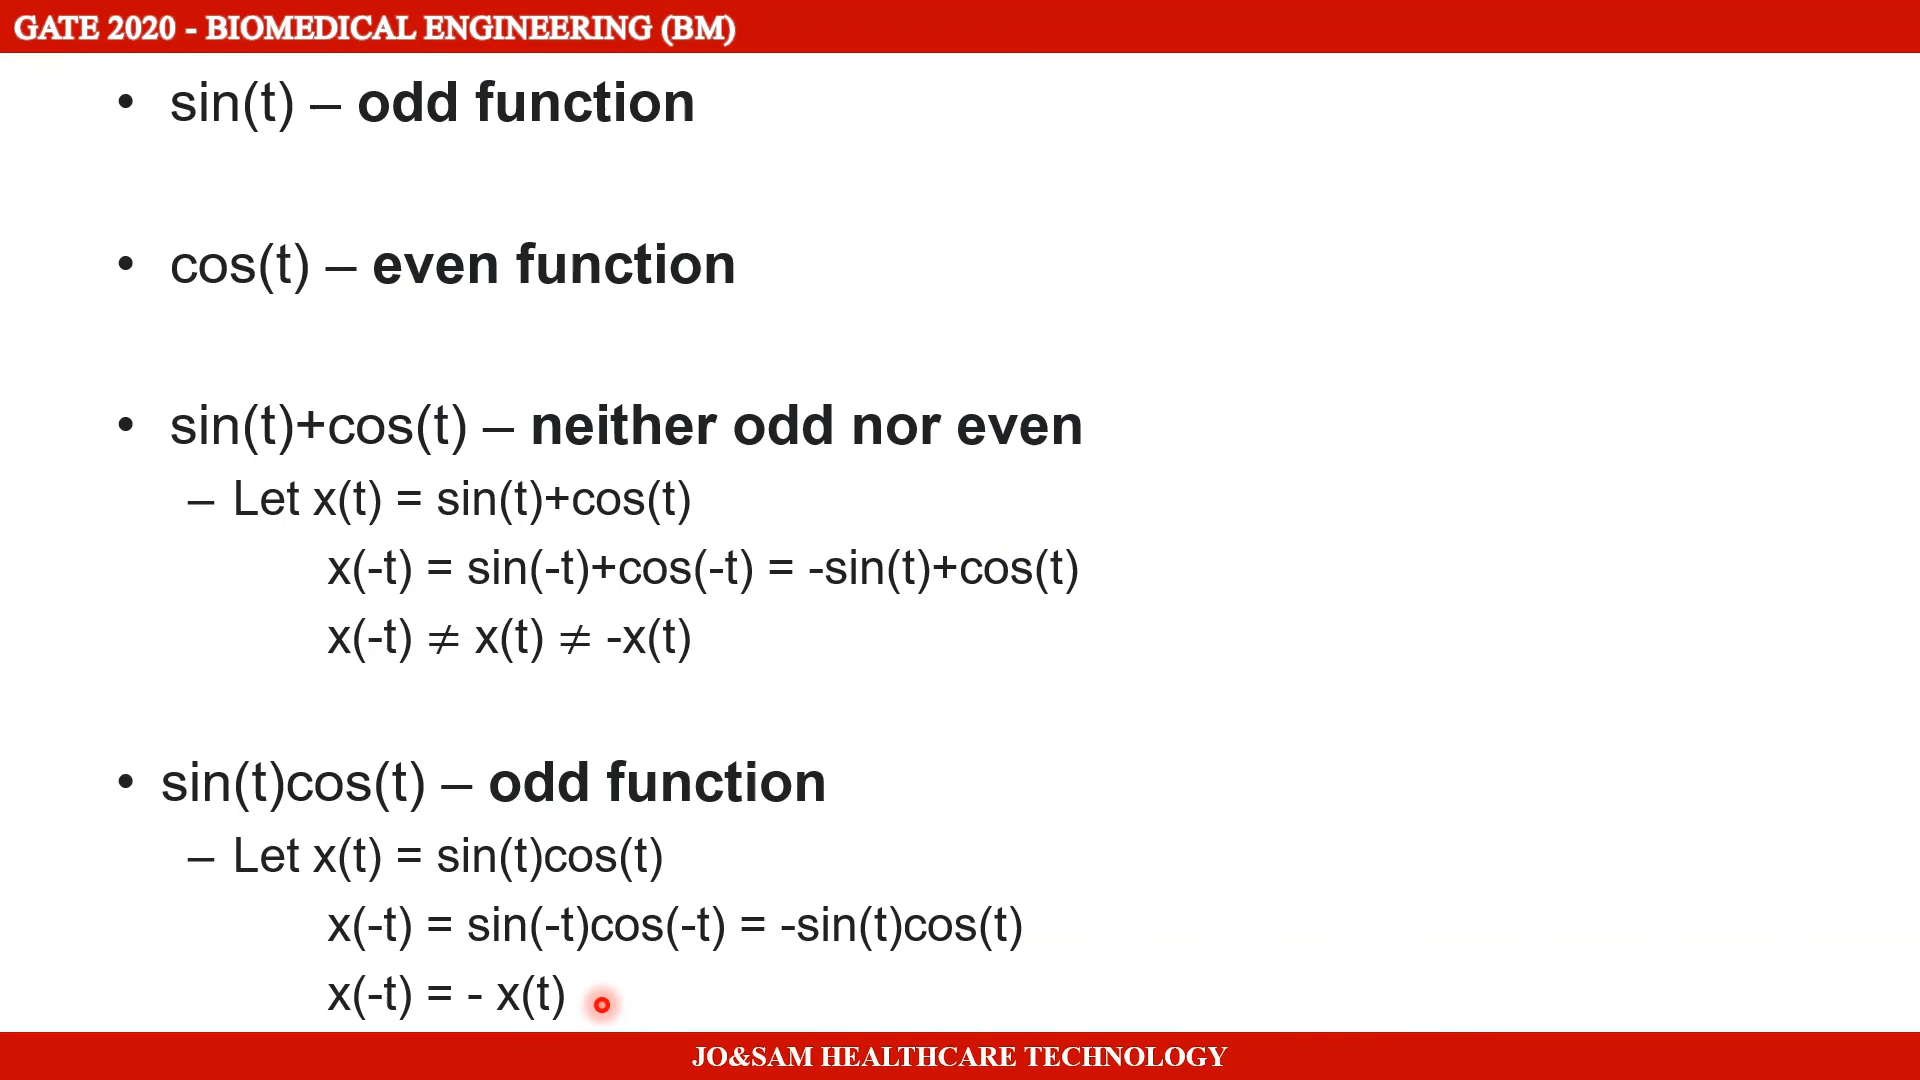 GATE 2020 - BIOMEDICAL ENGINEERING (BM)
• sin(t) – odd function
• cos(t) – even function
• sin(t)+cos(t) – neither odd nor even
– Let x(t) = sin(t)+cos(t)
x(-t) = sin(-t)+cos(-t) = -sin(t)+cos(t)
x(-t) ≠ x(t) ≠ -x(t)
• sin(t)cos(t) – odd function
– Let x(t) = sin(t)cos(t)
x(-t) = sin(-t)cos(-t) = -sin(t)cos(t)
x(-t) = - x(t)
JO&SAM HEALTHCARE TECHNOLOGY